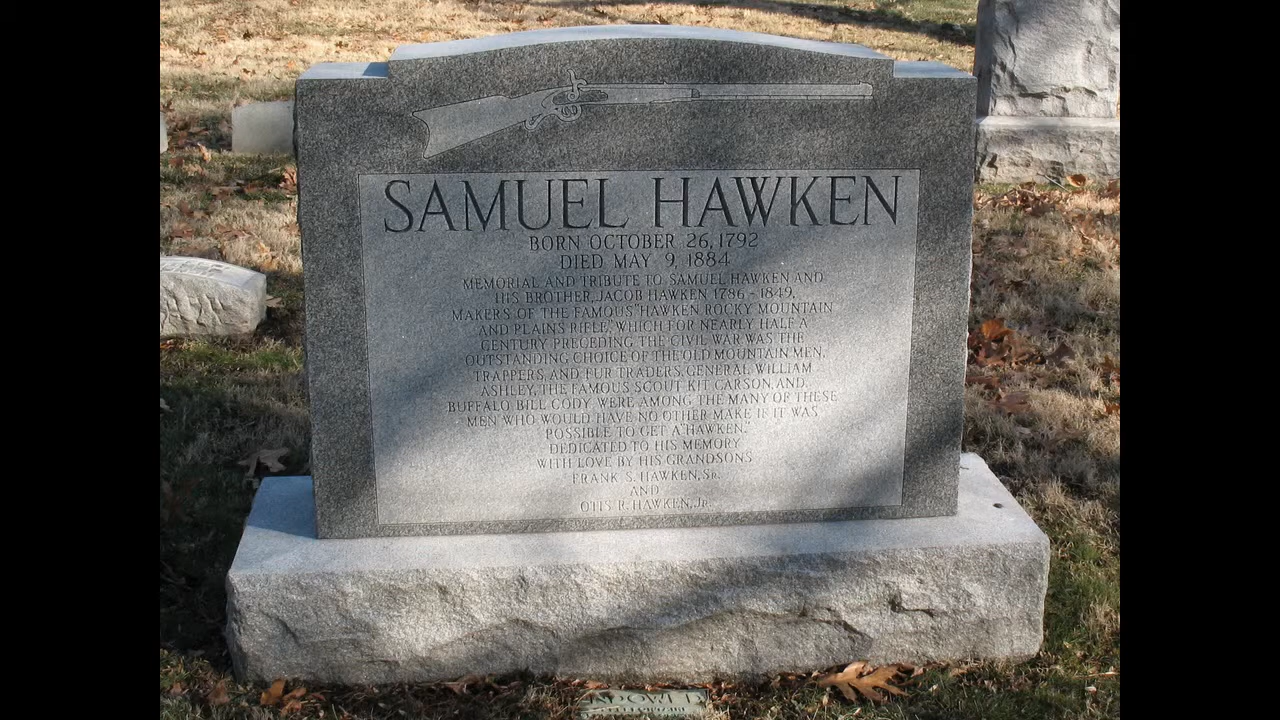 SAMUEL HAWKEN
BORN OCTOBER 26, 1792
DIED MAY 9, 1884
MEMORIAL AND TRIBUTE TO SAMUEL HAWKEN AND
HIS BROTHER, JACOB HAWKEN 1786 - 1849,
MAKERS OF THE FAMOUS "HAWKEN ROCKY MOUNTAIN
AND PLAINS RIFLE," WHICH FOR NEARLY HALF A
CENTURY PRECEDING THE CIVIL WAR WAS THE
OUTSTANDING CHOICE OF THE OLD MOUNTAIN MEN,
TRAPPERS, AND FUR TRADERS. GENERAL WILLIAM
ASHLEY, THE FAMOUS SCOUT KIT CARSON, AND
BUFFALO BILL CODY WERE AMONG THE MANY OF THESE
MEN WHO WOULD HAVE NO OTHER MAKE IF IT WAS
POSSIBLE TO GET A "HAWKEN."
DEDICATED TO HIS MEMORY
WITH LOVE BY HIS GRANDSONS
FRANK S. HAWKEN, SR.
AND
OTIS R. HAWKEN, JR.